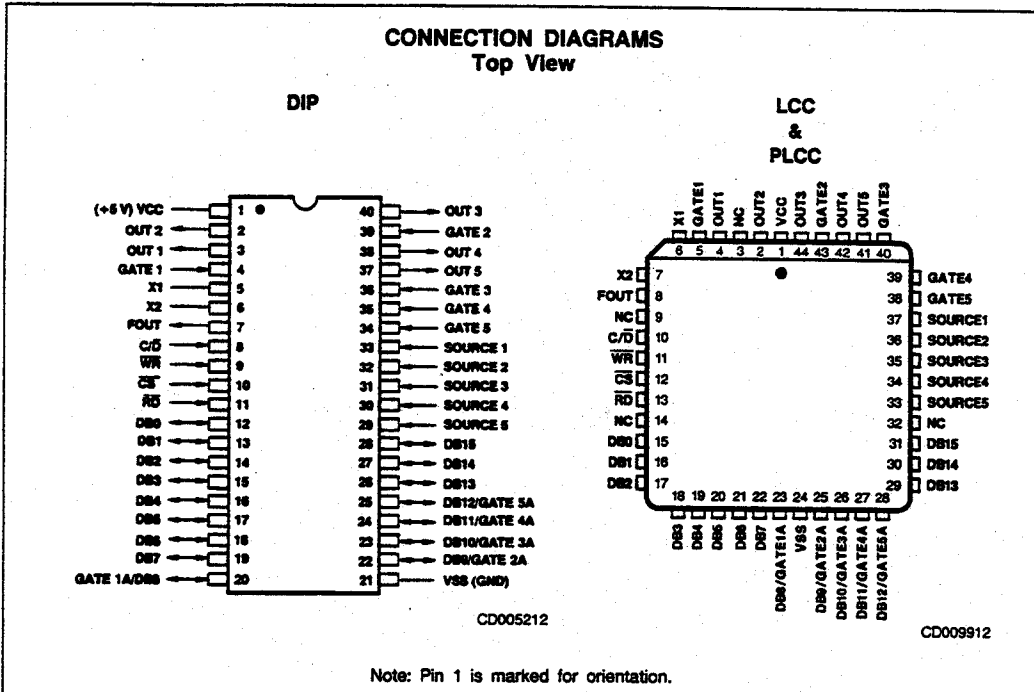 CONNECTION DIAGRAMS
Top View
DIP
(+5 V) VCC 1
OUT 2 2
OUT 1 3
GATE 1 4
X1 5
X2 6
FOUT 7
C/D̅ 8
W̅R̅ 9
C̅S̅ 10
R̅D̅ 11
DB0 12
DB1 13
DB2 14
DB3 15
DB4 16
DB5 17
DB6 18
DB7 19
GATE 1A/DB8 20
40 OUT 3
39 GATE 2
38 OUT 4
37 OUT 5
36 GATE 3
35 GATE 4
34 GATE 5
33 SOURCE 1
32 SOURCE 2
31 SOURCE 3
30 SOURCE 4
29 SOURCE 5
28 DB15
27 DB14
26 DB13
25 DB12/GATE 5A
24 DB11/GATE 4A
23 DB10/GATE 3A
22 DB9/GATE 2A
21 VSS (GND)
CD005212
LCC
&
PLCC
X1 GATE1 OUT1 NC OUT2 VCC OUT3 GATE2 OUT4 OUT5 GATE3
6 5 4 3 2 1 44 43 42 41 40
X2 7
FOUT 8
NC 9
C/D̅ 10
W̅R̅ 11
C̅S̅ 12
R̅D̅ 13
NC 14
DB0 15
DB1 16
DB2 17
39 GATE4
38 GATE5
37 SOURCE1
36 SOURCE2
35 SOURCE3
34 SOURCE4
33 SOURCE5
32 NC
31 DB15
30 DB14
29 DB13
18 19 20 21 22 23 24 25 26 27 28
DB3 DB4 DB5 DB6 DB7 DB8/GATE1A VSS DB9/GATE2A DB10/GATE3A DB11/GATE4A DB12/GATE5A
CD009912
Note: Pin 1 is marked for orientation.